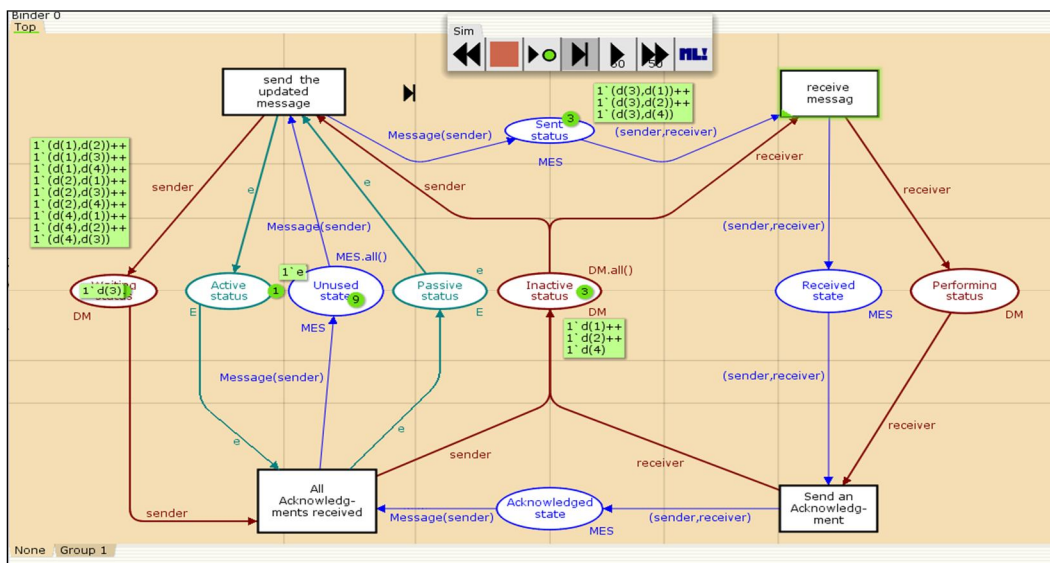 Binder 0
Top
Sim
50
50
ML!
send the
updated
message
receive
messag
1`(d(3),d(1))++
1`(d(3),d(2))++
1`(d(3),d(4))
Message(sender)
Sent
status
3
(sender,receiver)
MES
1`(d(1),d(2))++
1`(d(1),d(3))++
1`(d(1),d(4))++
1`(d(2),d(1))++
1`(d(2),d(3))++
1`(d(2),d(4))++
1`(d(4),d(1))++
1`(d(4),d(2))++
1`(d(4),d(3))
sender
e
e
sender
receiver
receiver
Message(sender)
(sender,receiver)
MES.all()
DM.all()
1`e
e
1`d(3)
DM
Active
status
1
E
Unused
state
9
MES
Passive
status
E
Inactive
status
3
DM
Received
state
MES
Performing
status
DM
1`d(1)++
1`d(2)++
1`d(4)
Message(sender)
(sender,receiver)
e
e
receiver
sender
receiver
All
Acknowledg-
ments received
Send an
Acknowledg-
ment
Acknowledged
state
sender
Message(sender)
(sender,receiver)
MES
None
Group 1